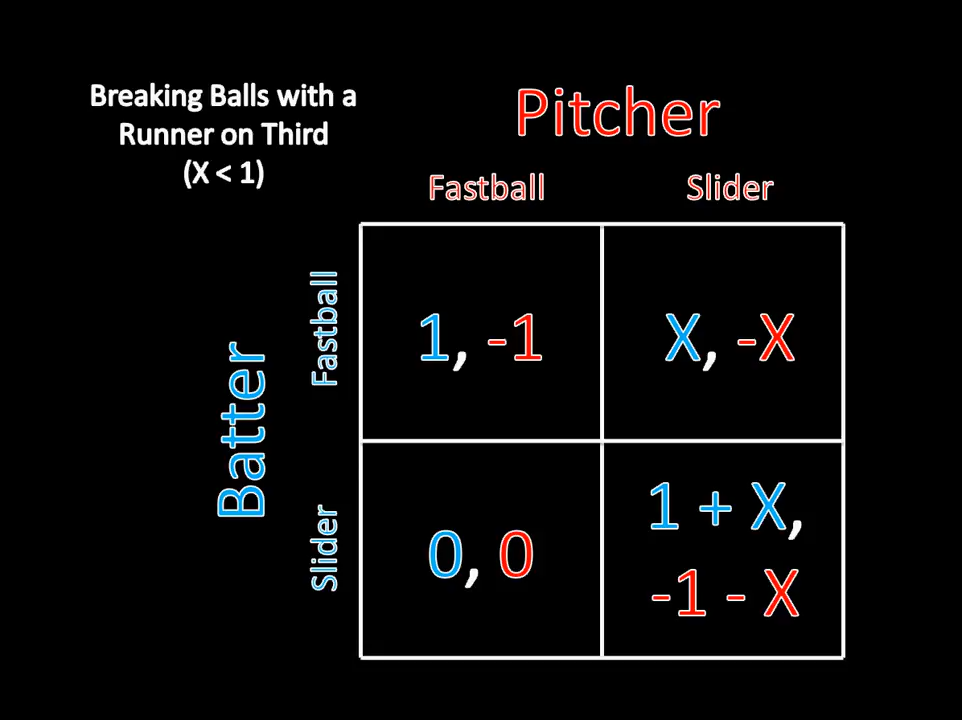 Breaking Balls with a
Runner on Third
(X < 1)
Pitcher
Fastball
Slider
Batter
Fastball
1, -1
X, -X
Slider
0, 0
1 + X,
-1 - X